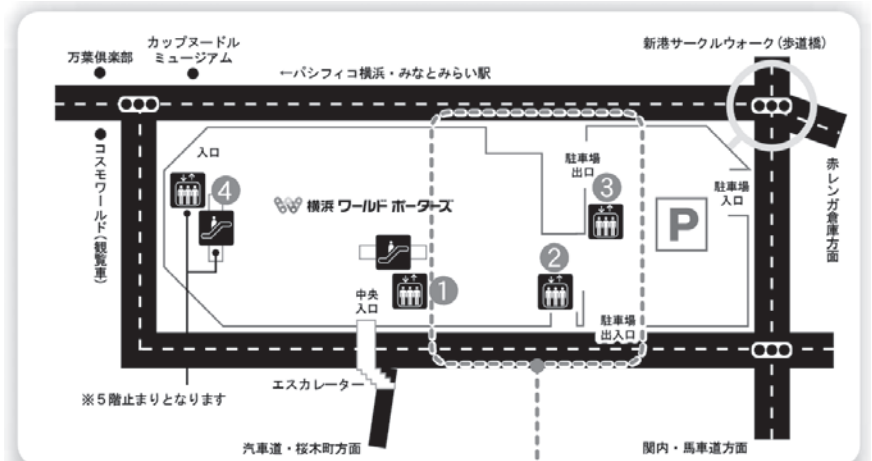 カップヌードル
ミュージアム
万葉倶楽部
新港サークルウォーク（歩道橋）
←パシフィコ横浜・みなとみらい駅
コスモワールド（観覧車）
入口
4
横浜 ワールド ポーターズ
駐車場
出口
3
P
駐車場
入口
赤レンガ倉庫方面
2
1
中央
入口
駐車場
出入口
エスカレーター
※5階止まりとなります
汽車道・桜木町方面
関内・馬車道方面